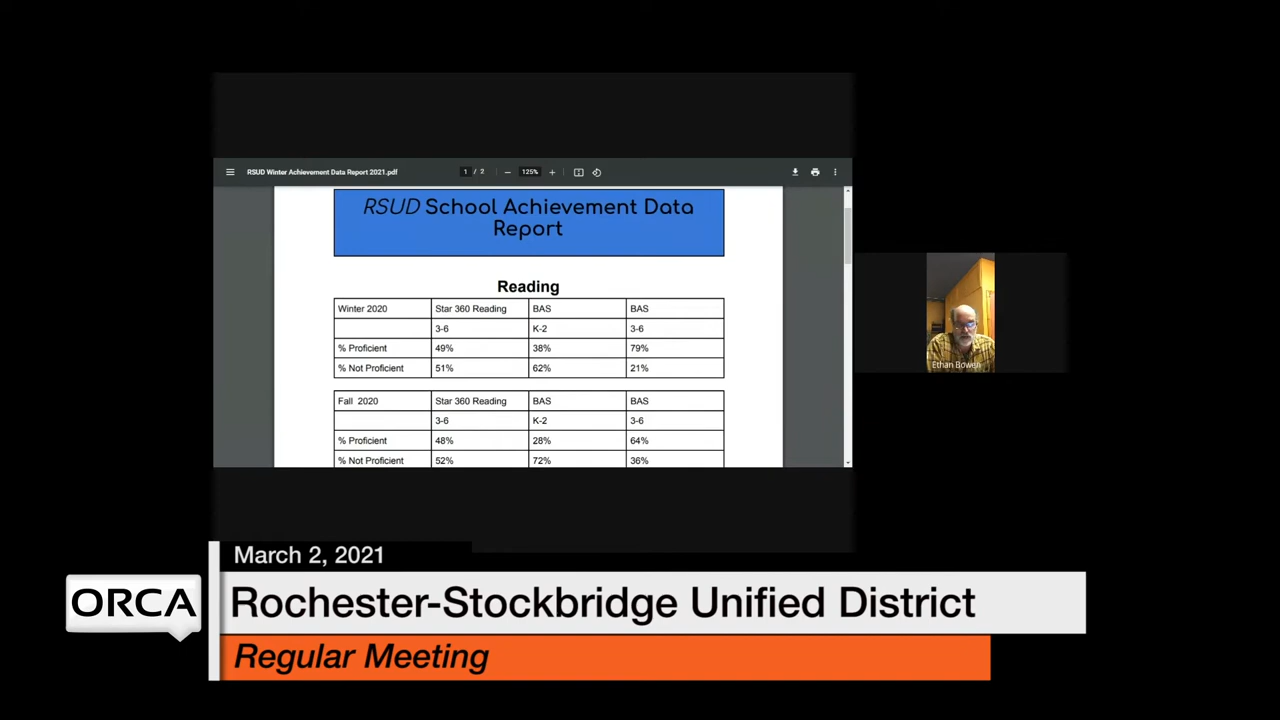 RSUD Winter Achievement Data Report 2021.pdf
1 / 2
125%
RSUD School Achievement Data
Report
Reading
Winter 2020 Star 360 Reading BAS BAS
3-6 K-2 3-6
% Proficient 49% 38% 79%
% Not Proficient 51% 62% 21%
Fall 2020 Star 360 Reading BAS BAS
3-6 K-2 3-6
% Proficient 48% 28% 64%
% Not Proficient 52% 72% 36%
Ethan Bowen
March 2, 2021
ORCA
Rochester-Stockbridge Unified District
Regular Meeting